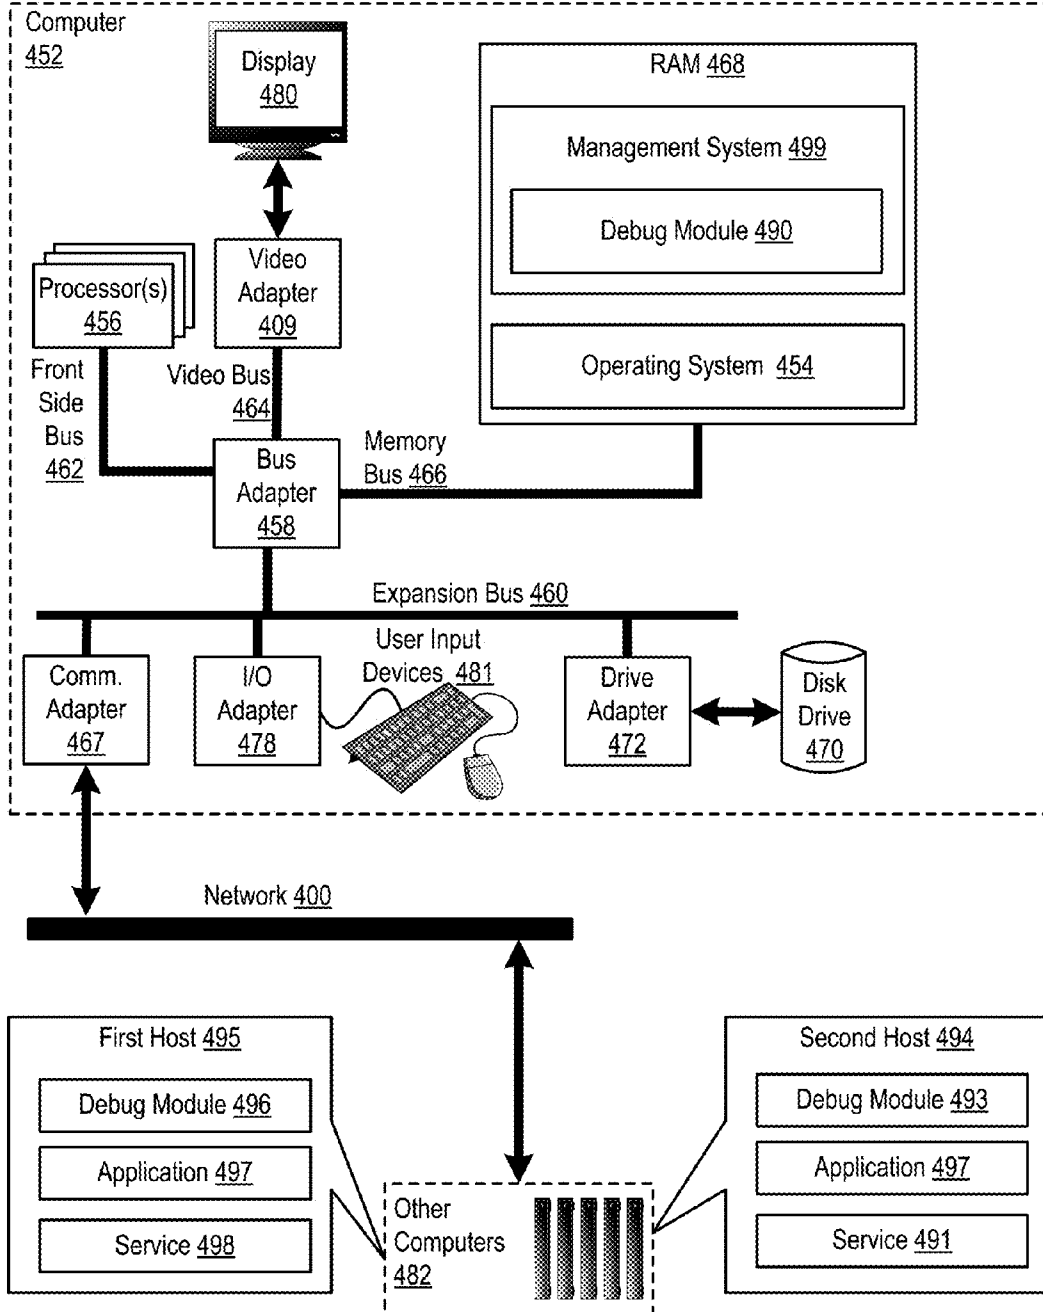 Computer
452
Display
480
RAM 468
Management System 499
Debug Module 490
Operating System 454
Processor(s)
456
Video
Adapter
409
Front
Side
Bus
462
Video Bus
464
Bus
Adapter
458
Memory
Bus 466
Expansion Bus 460
Comm.
Adapter
467
I/O
Adapter
478
User Input
Devices 481
Drive
Adapter
472
Disk
Drive
470
Network 400
First Host 495
Debug Module 496
Application 497
Service 498
Other
Computers
482
Second Host 494
Debug Module 493
Application 497
Service 491